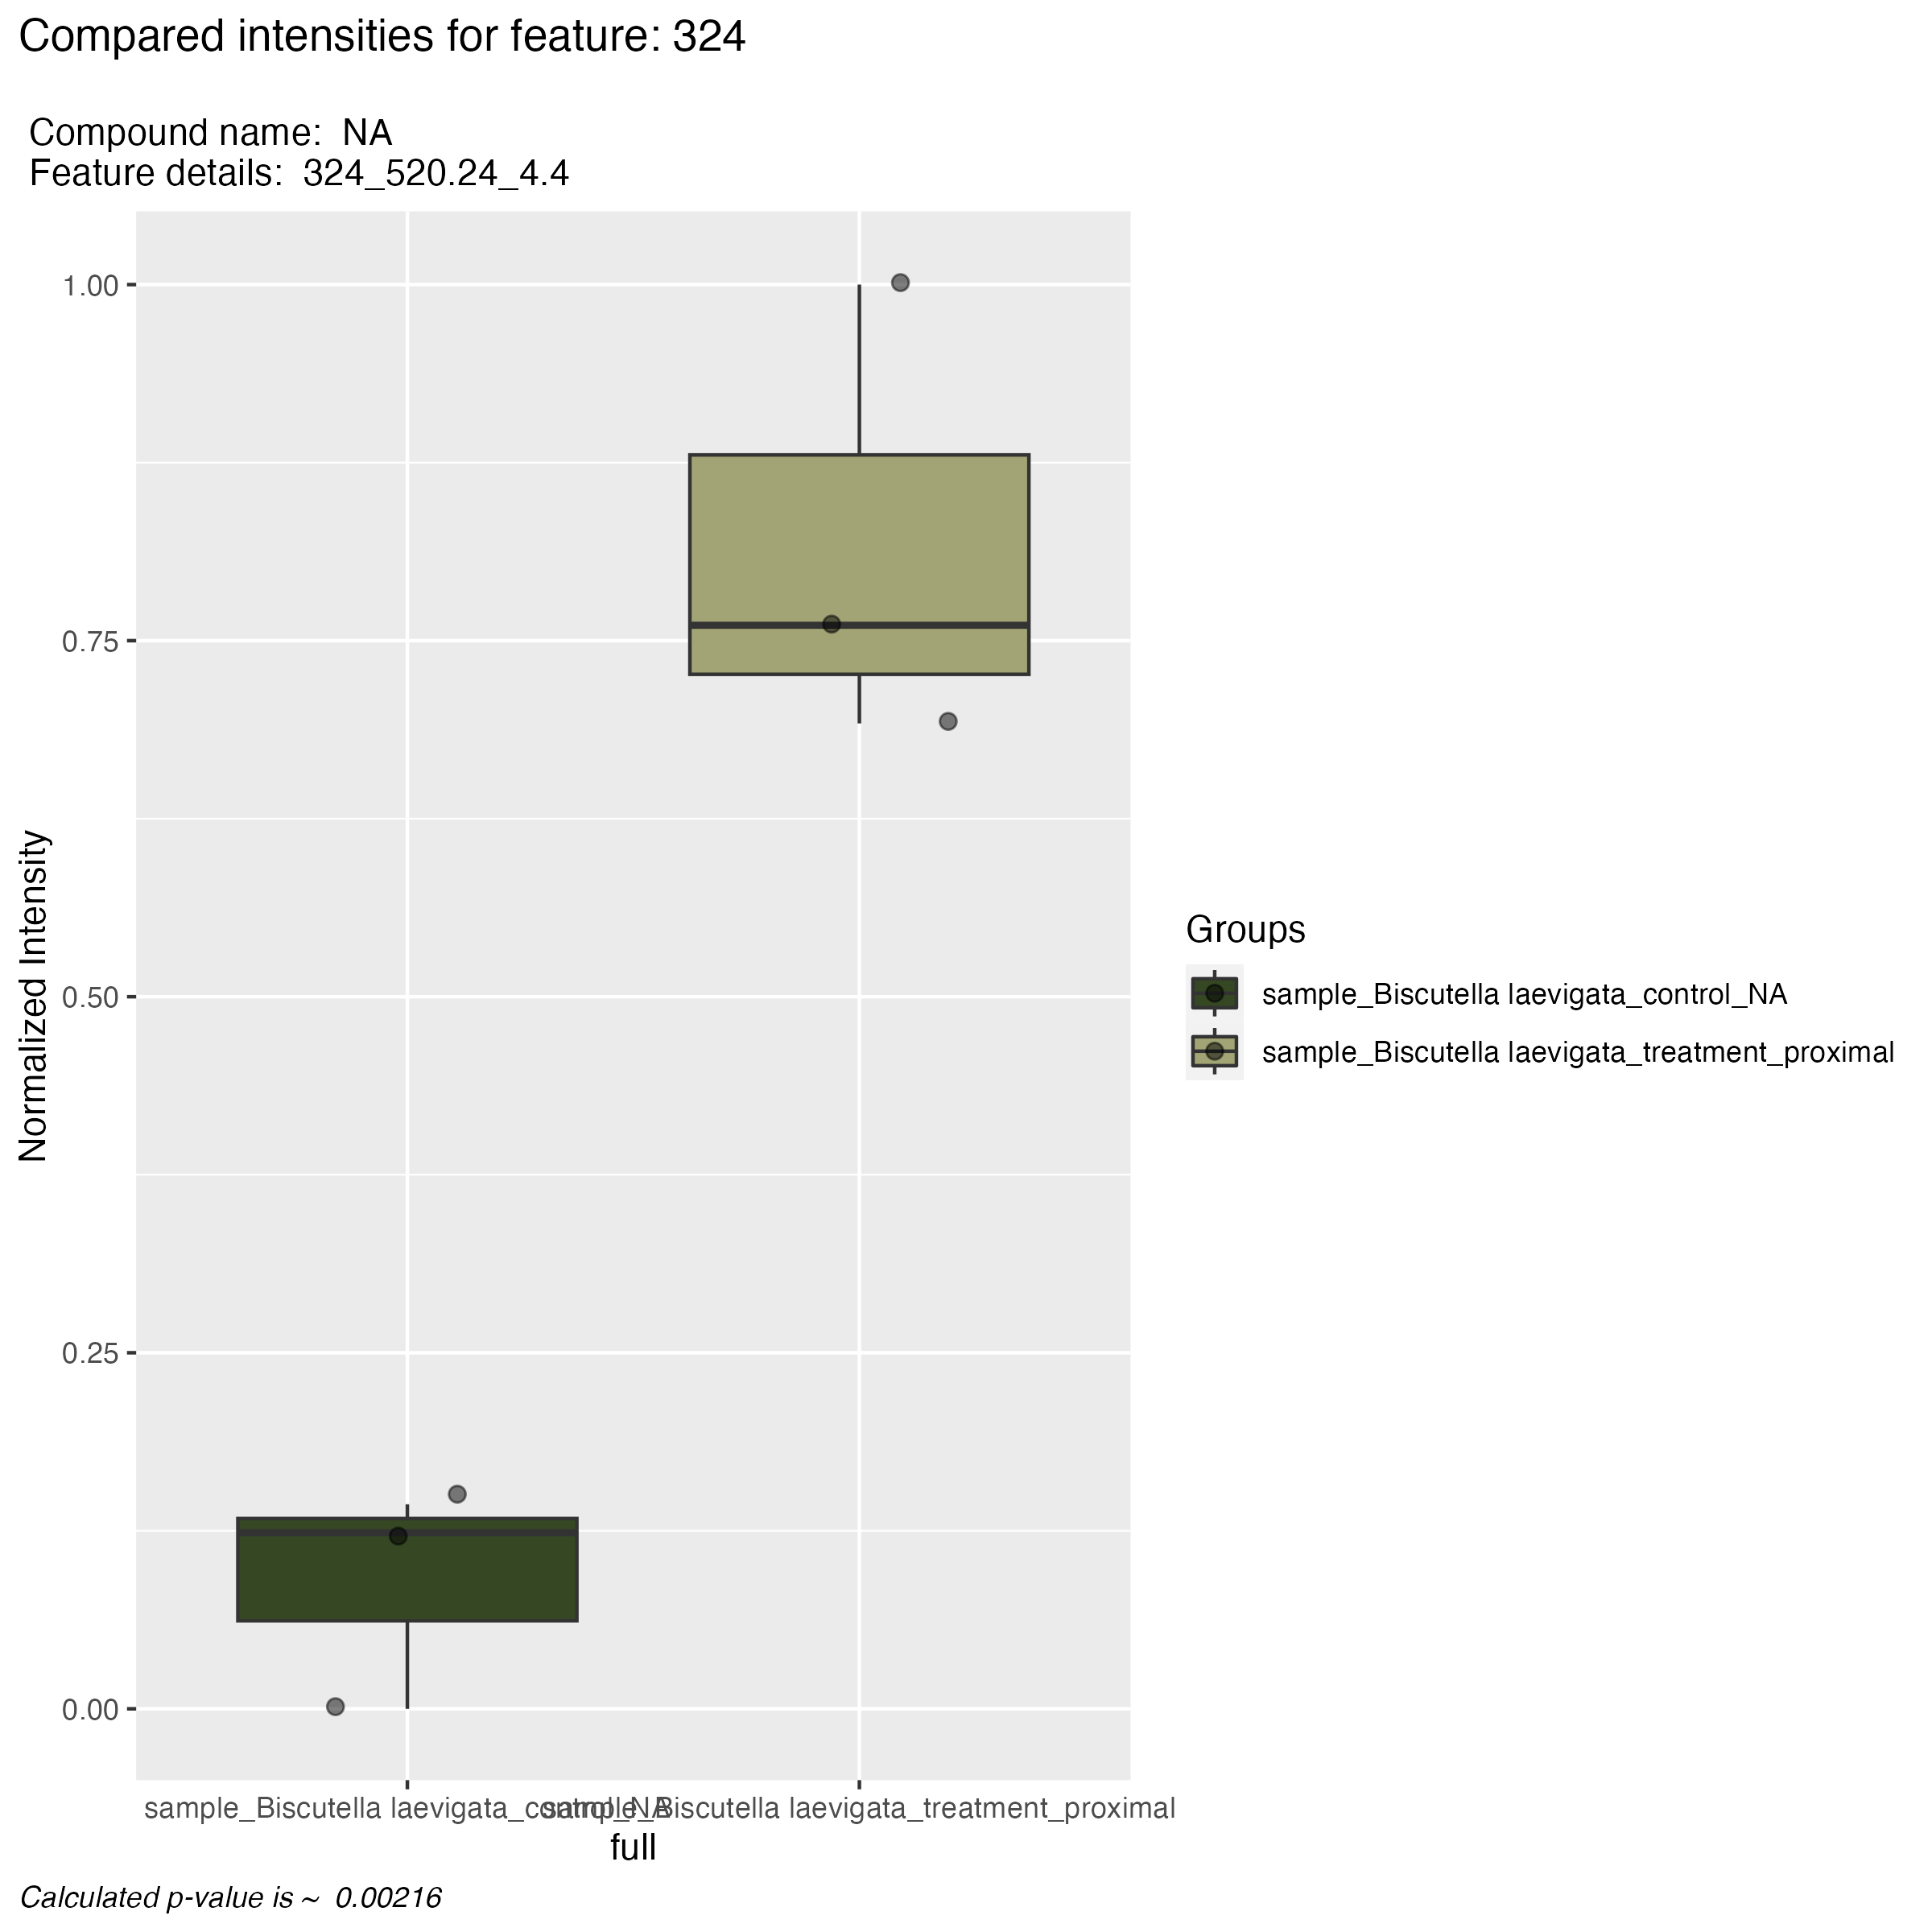 Compared intensities for feature: 324
Compound name:  NA
Feature details:  324_520.24_4.4
1.00
0.75
0.50
0.25
0.00
Normalized Intensity
Groups
sample_Biscutella laevigata_control_NA
sample_Biscutella laevigata_treatment_proximal
sample_Biscutella laevigata_control_NA
sample_Biscutella laevigata_treatment_proximal
full
Calculated p-value is ~  0.00216